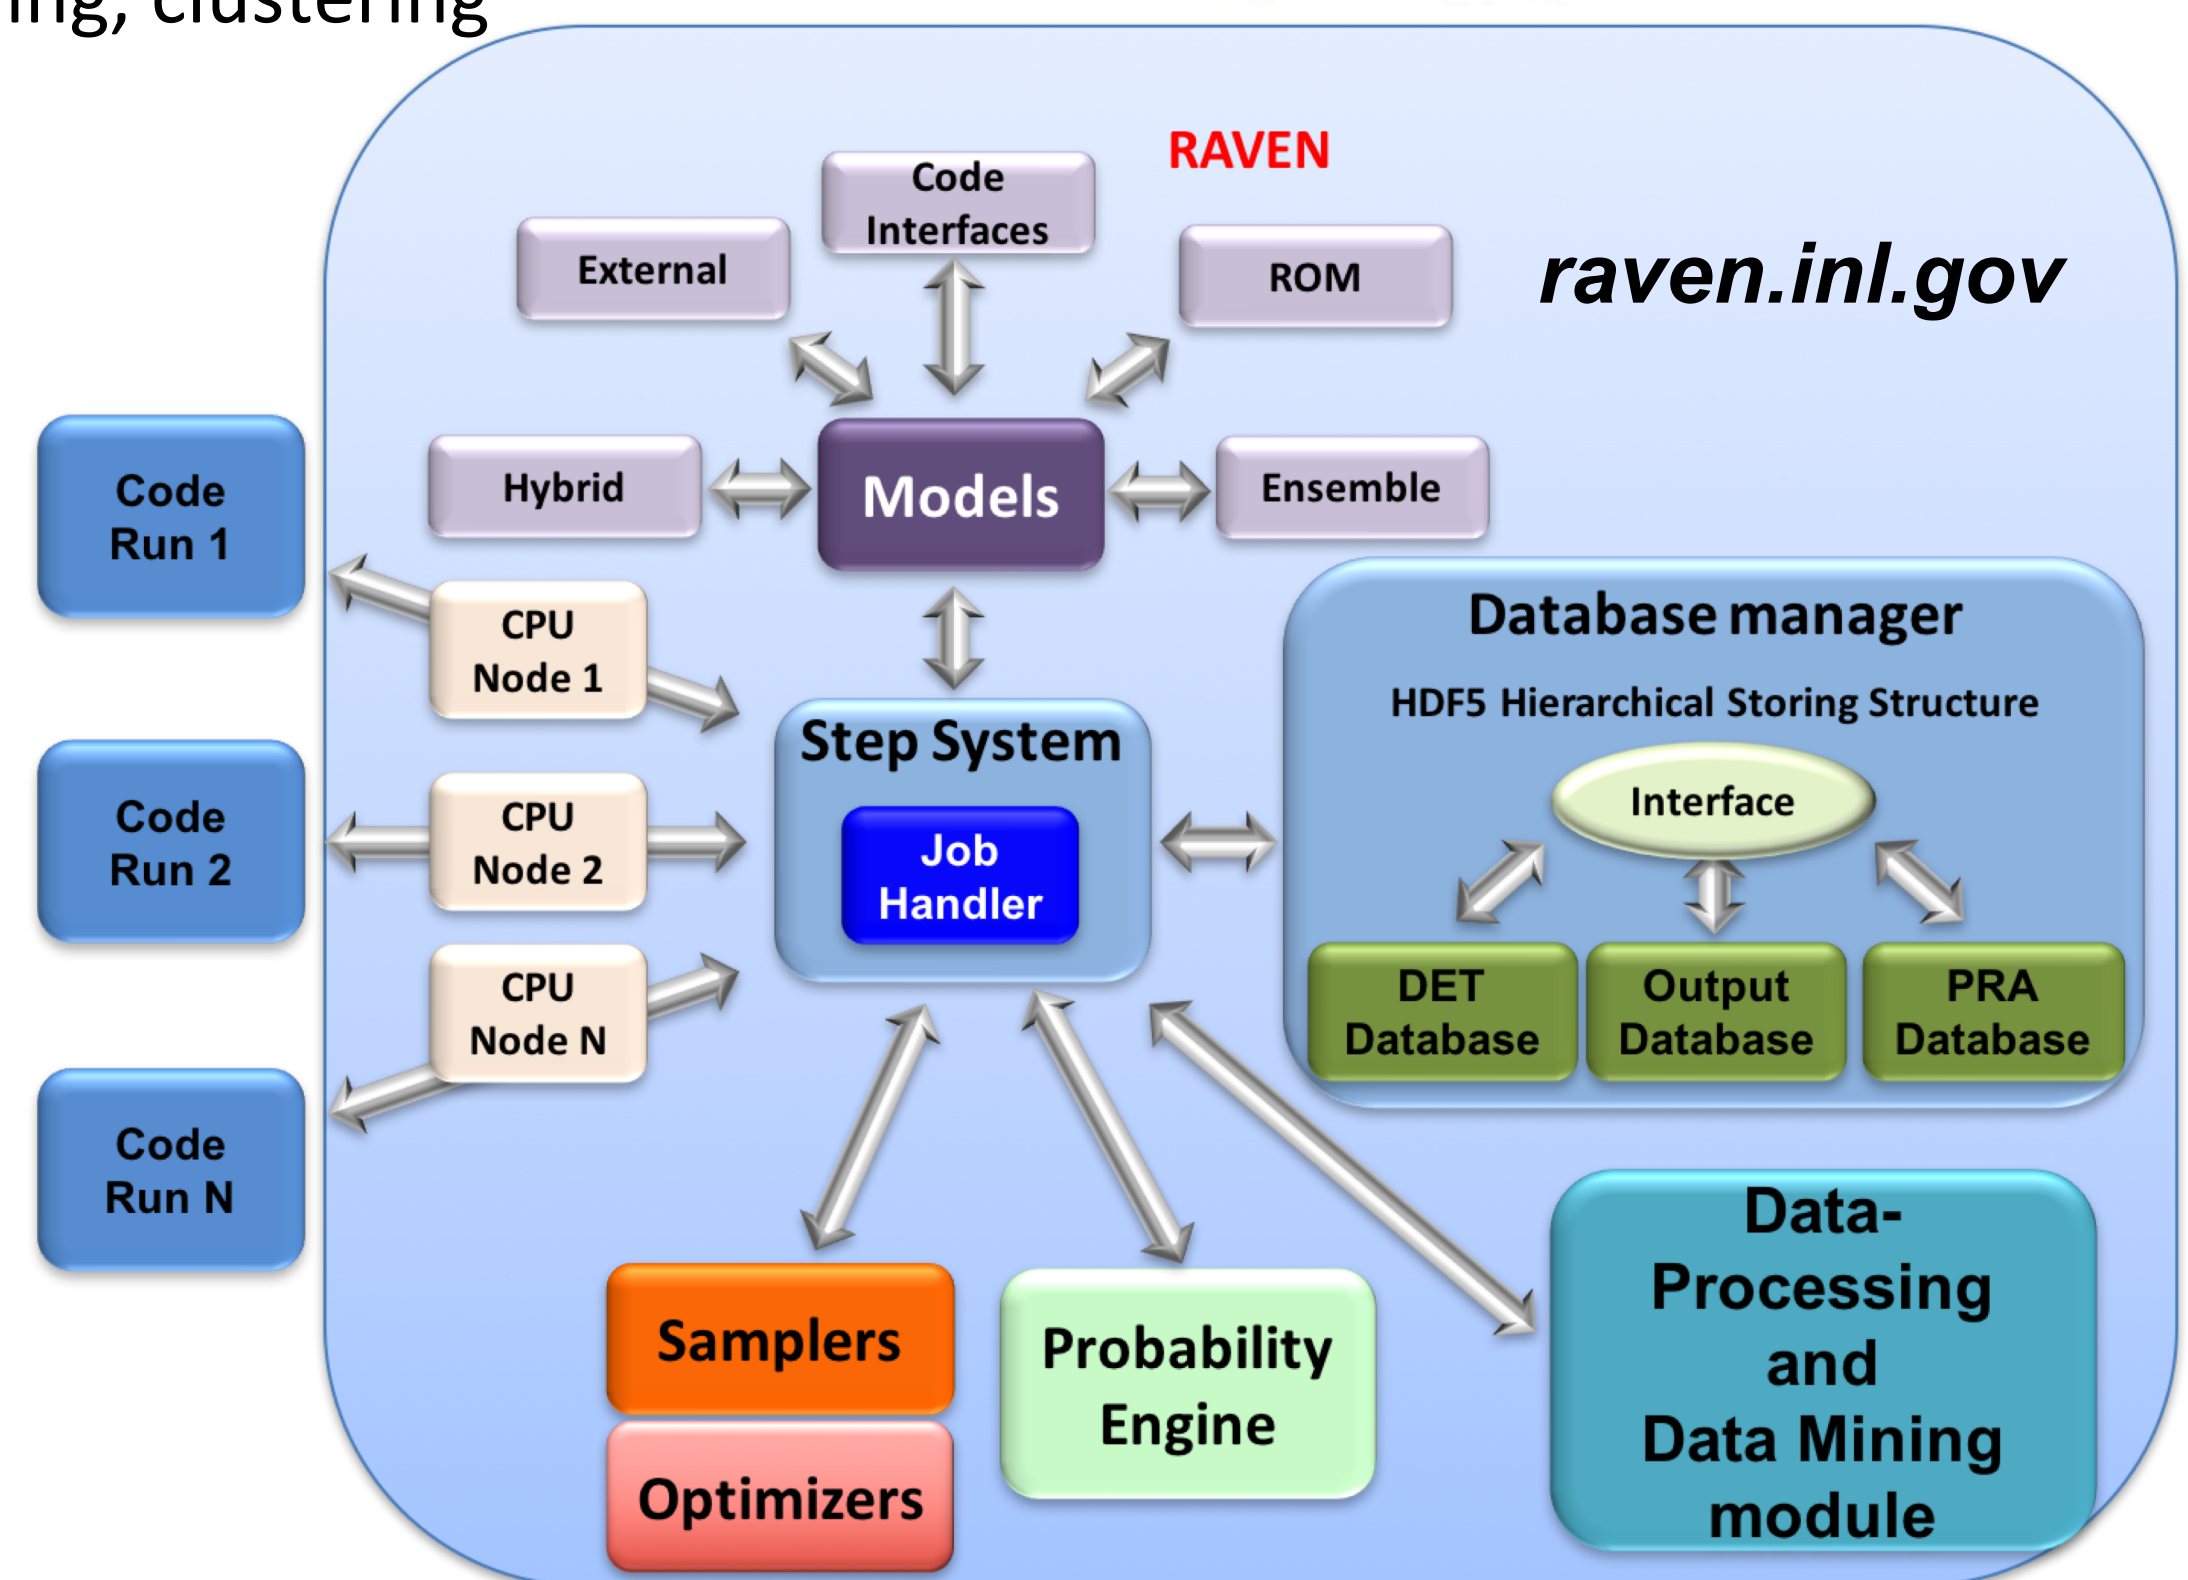 ing, clustering
RAVEN
raven.inl.gov
Code
Interfaces
External
ROM
Hybrid
Models
Ensemble
Code
Run 1
CPU
Node 1
Code
Run 2
CPU
Node 2
Code
Run N
CPU
Node N
Step System
Job
Handler
Database manager
HDF5 Hierarchical Storing Structure
Interface
DET
Database
Output
Database
PRA
Database
Samplers
Optimizers
Probability
Engine
Data-
Processing
and
Data Mining
module